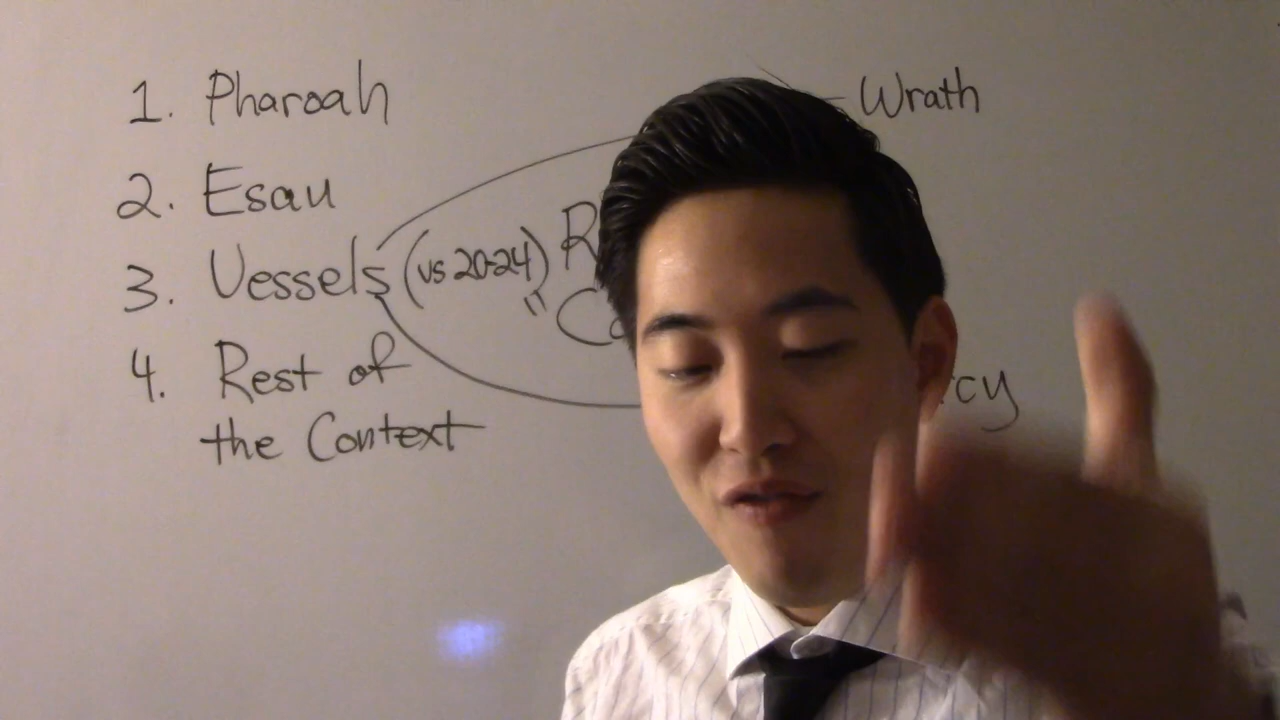 1. Pharoah
Wrath
2. Esau
3. Vessels (vs 20-24)
4. Rest of
the Context